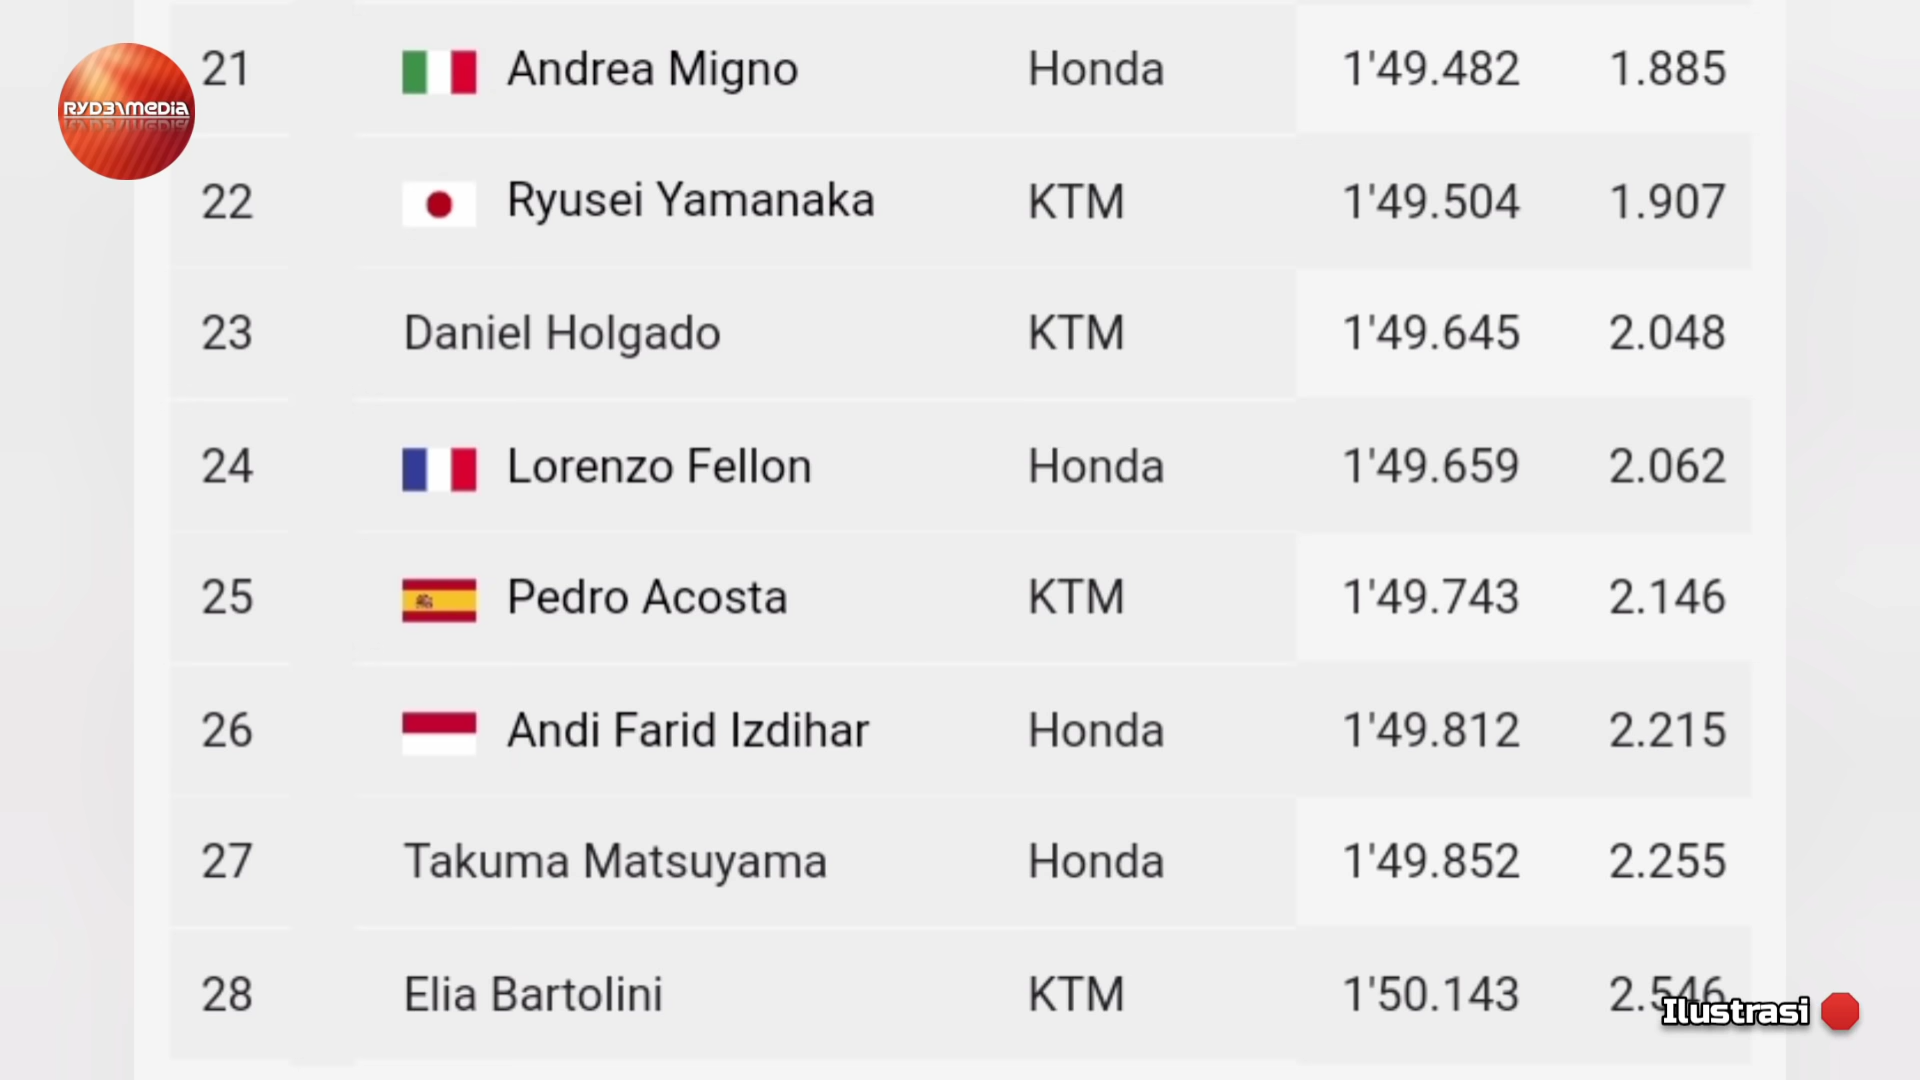 21 Andrea Migno Honda 1'49.482 1.885
RYD3\MEDIA
22 Ryusei Yamanaka KTM 1'49.504 1.907
23 Daniel Holgado KTM 1'49.645 2.048
24 Lorenzo Fellon Honda 1'49.659 2.062
25 Pedro Acosta KTM 1'49.743 2.146
26 Andi Farid Izdihar Honda 1'49.812 2.215
27 Takuma Matsuyama Honda 1'49.852 2.255
28 Elia Bartolini KTM 1'50.143 2.546
Ilustrasi